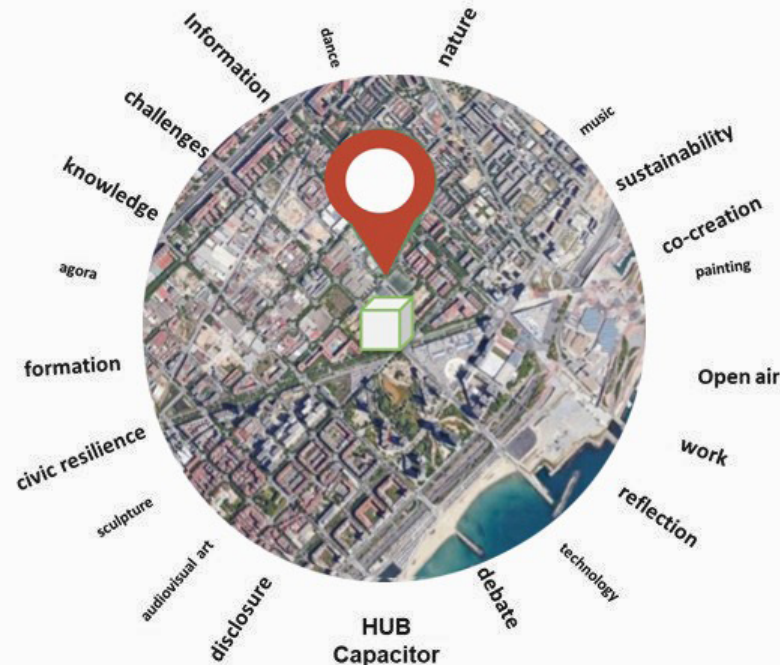 Information
dance
nature
challenges
music
knowledge
sustainability
co-creation
agora
painting
formation
Open air
civic resilience
work
sculpture
reflection
audiovisual art
technology
disclosure
debate
HUB
Capacitor